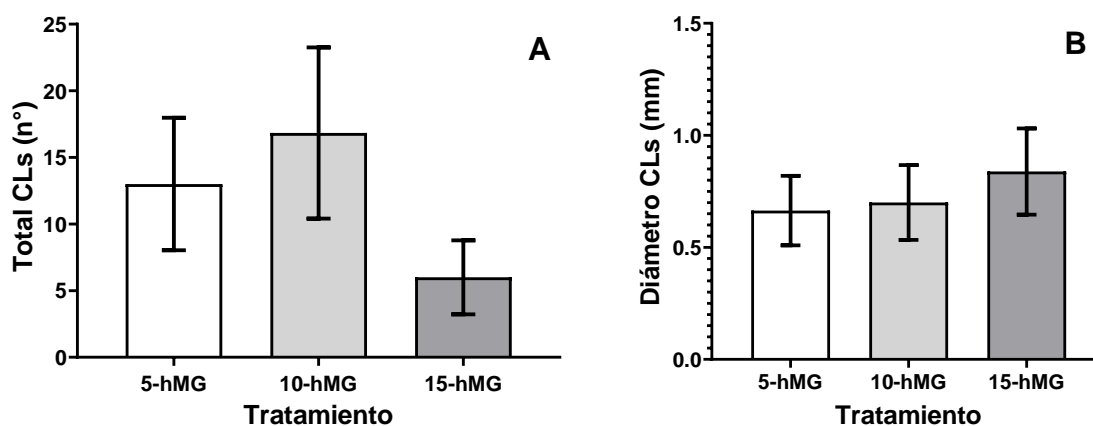 A
Total CLs (n°)
25
20
15
10
5
0
5-hMG 10-hMG 15-hMG
Tratamiento
B
Diámetro CLs (mm)
1.5
1.0
0.5
0.0
5-hMG 10-hMG 15-hMG
Tratamiento